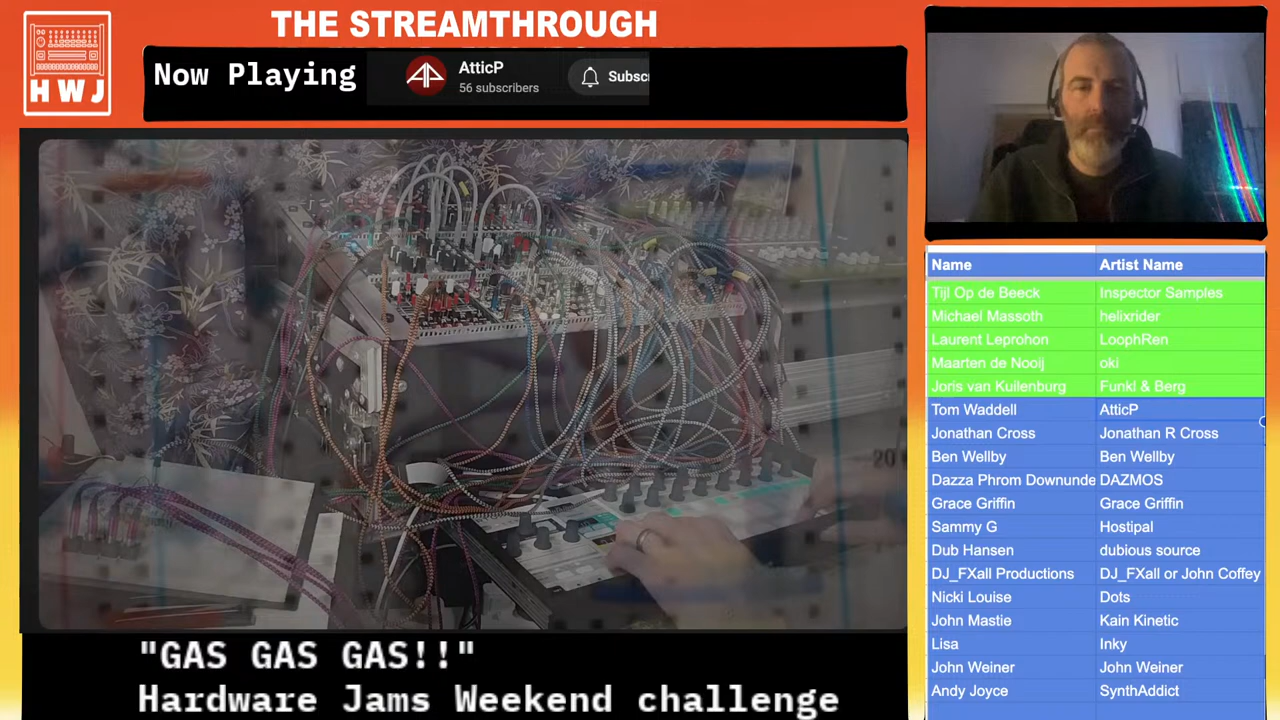 THE STREAMTHROUGH
HWJ
Now Playing
AtticP
56 subscribers
Subsc
"GAS GAS GAS!!"
Hardware Jams Weekend challenge
Name Artist Name
Tijl Op de Beeck Inspector Samples
Michael Massoth helixrider
Laurent Leprohon LoophRen
Maarten de Nooij oki
Joris van Kuilenburg Funkl & Berg
Tom Waddell AtticP
Jonathan Cross Jonathan R Cross
Ben Wellby Ben Wellby
Dazza Phrom Downunde DAZMOS
Grace Griffin Grace Griffin
Sammy G Hostipal
Dub Hansen dubious source
DJ_FXall Productions DJ_FXall or John Coffey
Nicki Louise Dots
John Mastie Kain Kinetic
Lisa Inky
John Weiner John Weiner
Andy Joyce SynthAddict